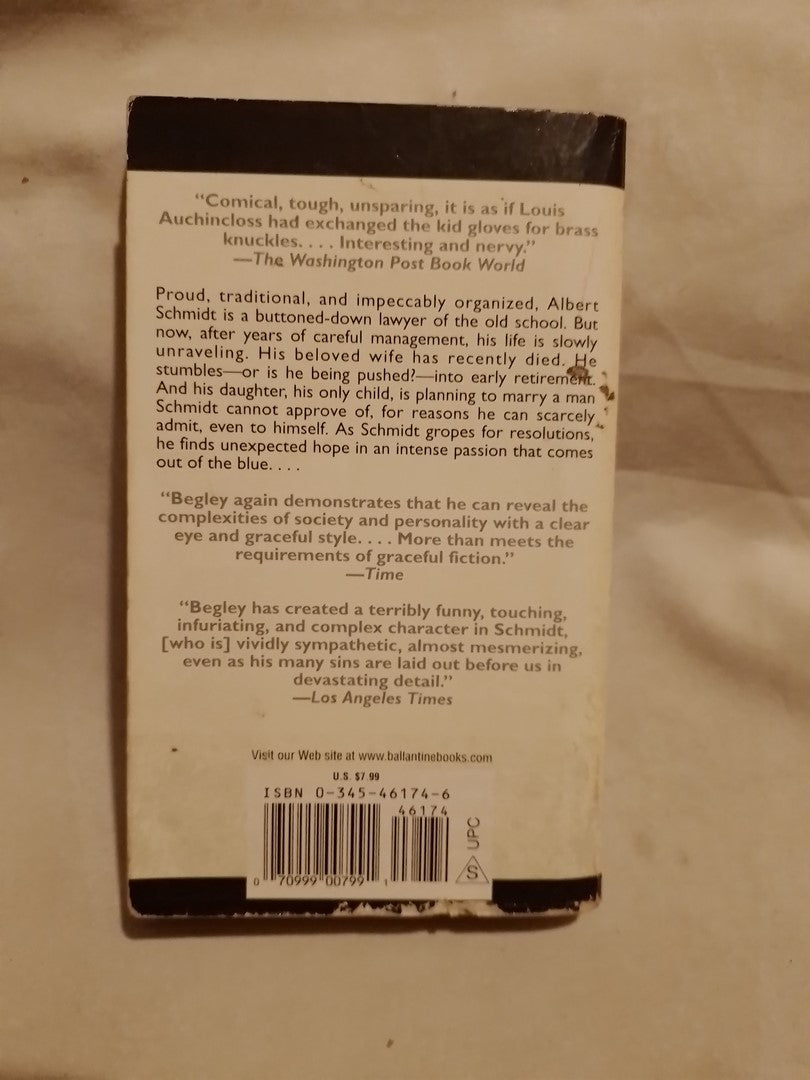 “Comical, tough, unsparing, it is as if Louis
Auchincloss had exchanged the kid gloves for brass
knuckles. . . . Interesting and nervy.”
—The Washington Post Book World
Proud, traditional, and impeccably organized, Albert
Schmidt is a buttoned-down lawyer of the old school. But
now, after years of careful management, his life is slowly
unraveling. His beloved wife has recently died. He
stumbles—or is he being pushed?—into early retirement.
And his daughter, his only child, is planning to marry a man
Schmidt cannot approve of, for reasons he can scarcely
admit, even to himself. As Schmidt gropes for resolutions,
he finds unexpected hope in an intense passion that comes
out of the blue. . . .
“Begley again demonstrates that he can reveal the
complexities of society and personality with a clear
eye and graceful style. . . . More than meets the
requirements of graceful fiction.”
—Time
“Begley has created a terribly funny, touching,
infuriating, and complex character in Schmidt,
[who is] vividly sympathetic, almost mesmerizing,
even as his many sins are laid out before us in
devastating detail.”
—Los Angeles Times
Visit our Web site at www.ballantinebooks.com
U.S. $7.99
ISBN 0-345-46174-6
46174
0 70999 00799 1
UPC
S